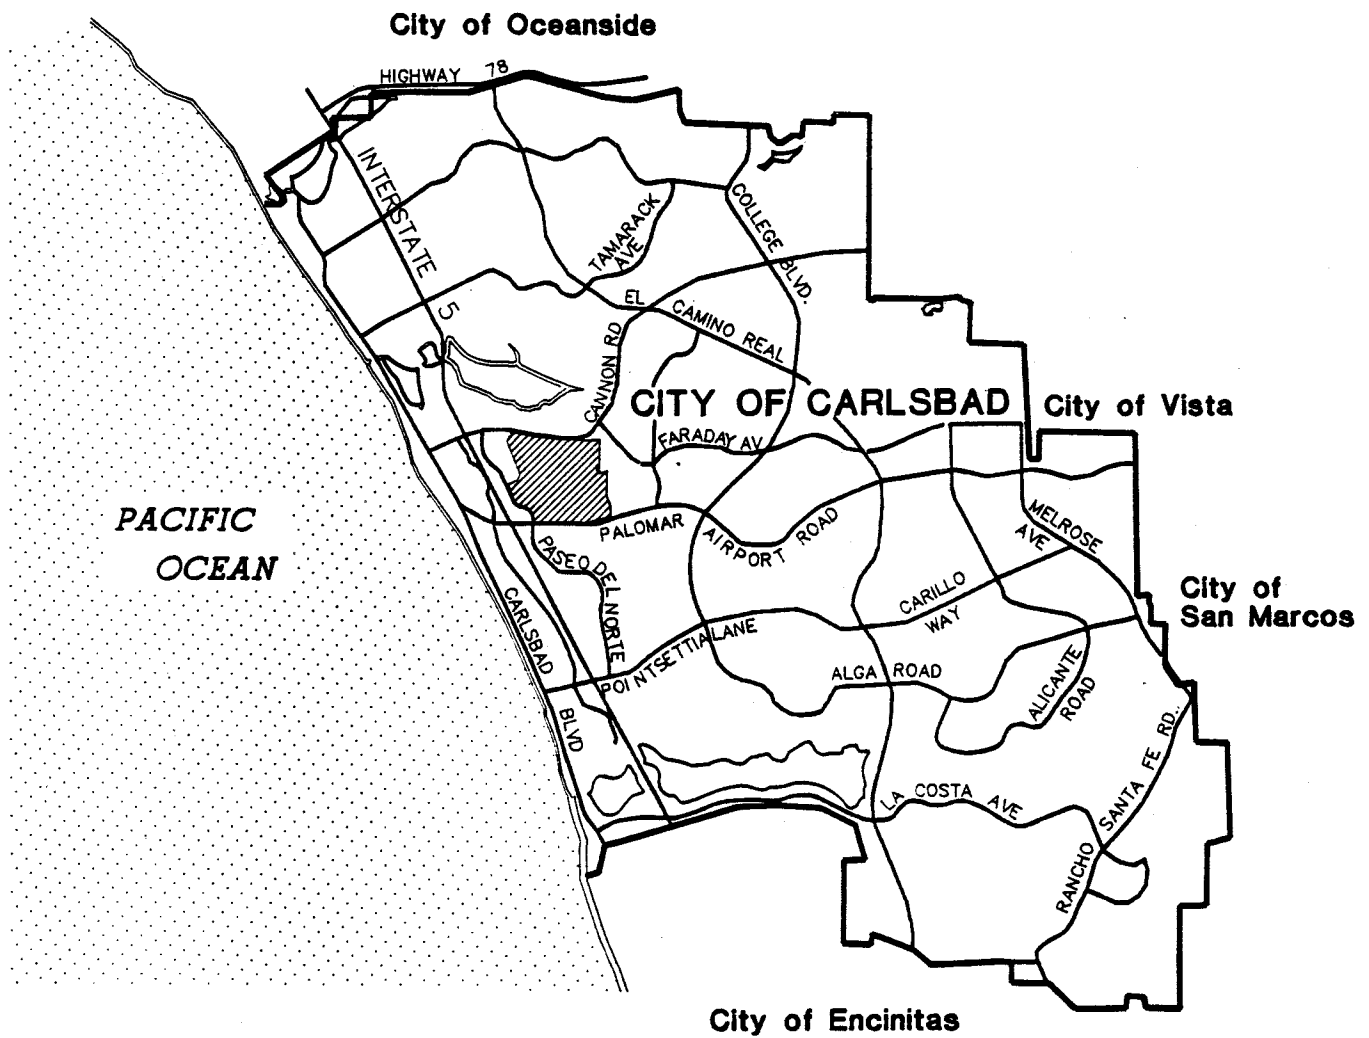 City of Oceanside
HIGHWAY 78
INTERSTATE 5
TAMARACK
AVE
COLLEGE BLVD.
EL CAMINO REAL
CANNON RD
CITY OF CARLSBAD
City of Vista
FARADAY AV
PACIFIC
OCEAN
PALOMAR AIRPORT ROAD
MELROSE
AVE
PASEO DEL NORTE
CARLSBAD BLVD
CARILLO
WAY
City of
San Marcos
POINTSETTIA LANE
ALGA ROAD
ALICANTE
ROAD
LA COSTA AVE
RANCHO SANTA FE RD.
City of Encinitas